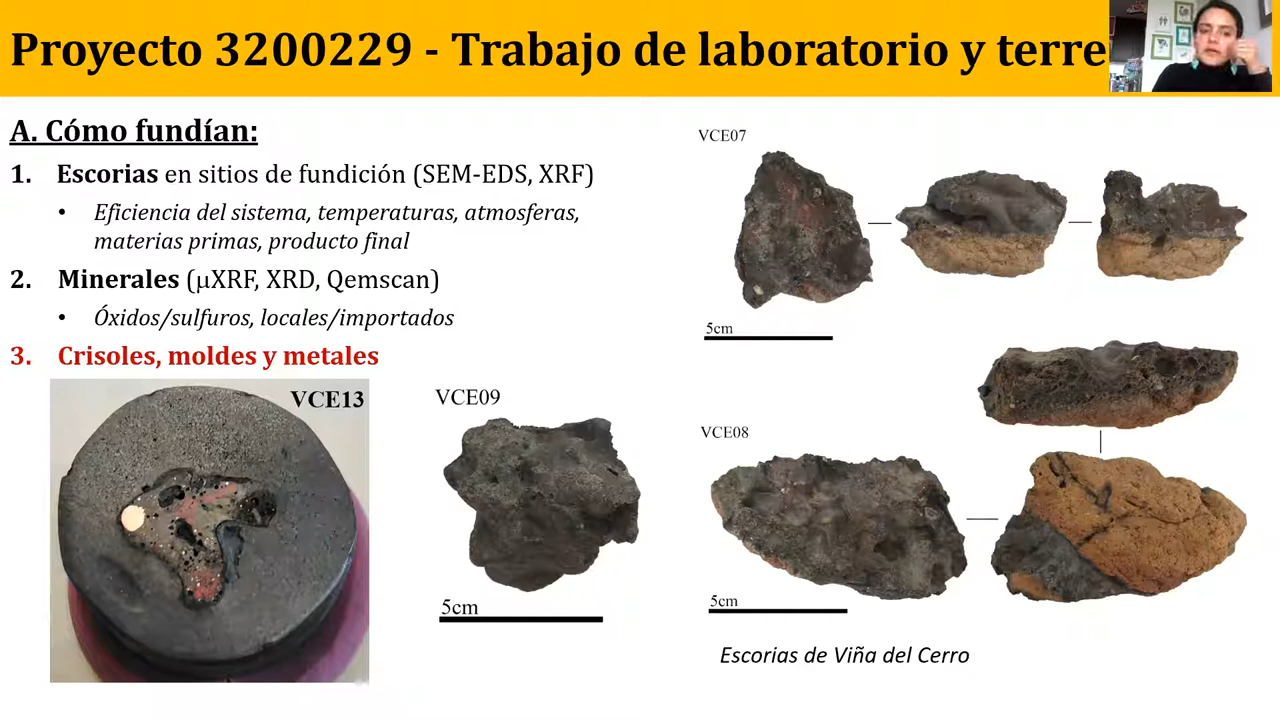 Proyecto 3200229 - Trabajo de laboratorio y terre
A. Cómo fundían:
1. Escorias en sitios de fundición (SEM-EDS, XRF)
• Eficiencia del sistema, temperaturas, atmosferas,
materias primas, producto final
2. Minerales (µXRF, XRD, Qemscan)
• Óxidos/sulfuros, locales/importados
3. Crisoles, moldes y metales
VCE13
VCE09
5cm
VCE07
5cm
VCE08
5cm
Escorias de Viña del Cerro